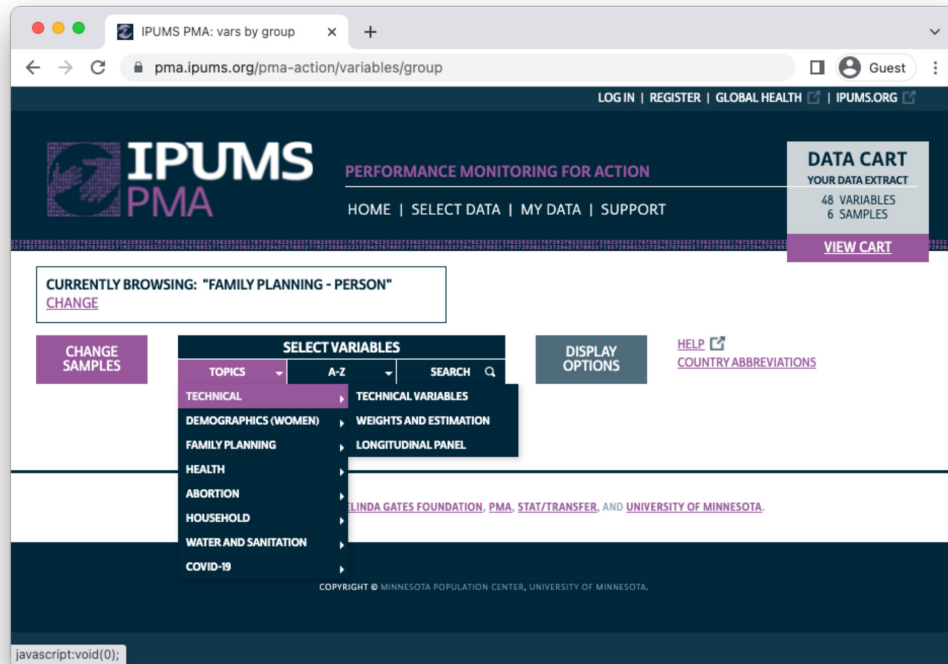 IPUMS PMA: vars by group
pma.ipums.org/pma-action/variables/group
Guest
LOG IN | REGISTER | GLOBAL HEALTH | IPUMS.ORG
IPUMS
PMA
PERFORMANCE MONITORING FOR ACTION
HOME | SELECT DATA | MY DATA | SUPPORT
DATA CART
YOUR DATA EXTRACT
48 VARIABLES
6 SAMPLES
VIEW CART
CURRENTLY BROWSING: "FAMILY PLANNING - PERSON"
CHANGE
CHANGE
SAMPLES
SELECT VARIABLES
TOPICS A-Z SEARCH
DISPLAY
OPTIONS
HELP
COUNTRY ABBREVIATIONS
TECHNICAL
DEMOGRAPHICS (WOMEN)
FAMILY PLANNING
HEALTH
ABORTION
HOUSEHOLD
WATER AND SANITATION
COVID-19
TECHNICAL VARIABLES
WEIGHTS AND ESTIMATION
LONGITUDINAL PANEL
LINDA GATES FOUNDATION, PMA, STAT/TRANSFER, AND UNIVERSITY OF MINNESOTA.
COPYRIGHT © MINNESOTA POPULATION CENTER, UNIVERSITY OF MINNESOTA.
javascript:void(0);